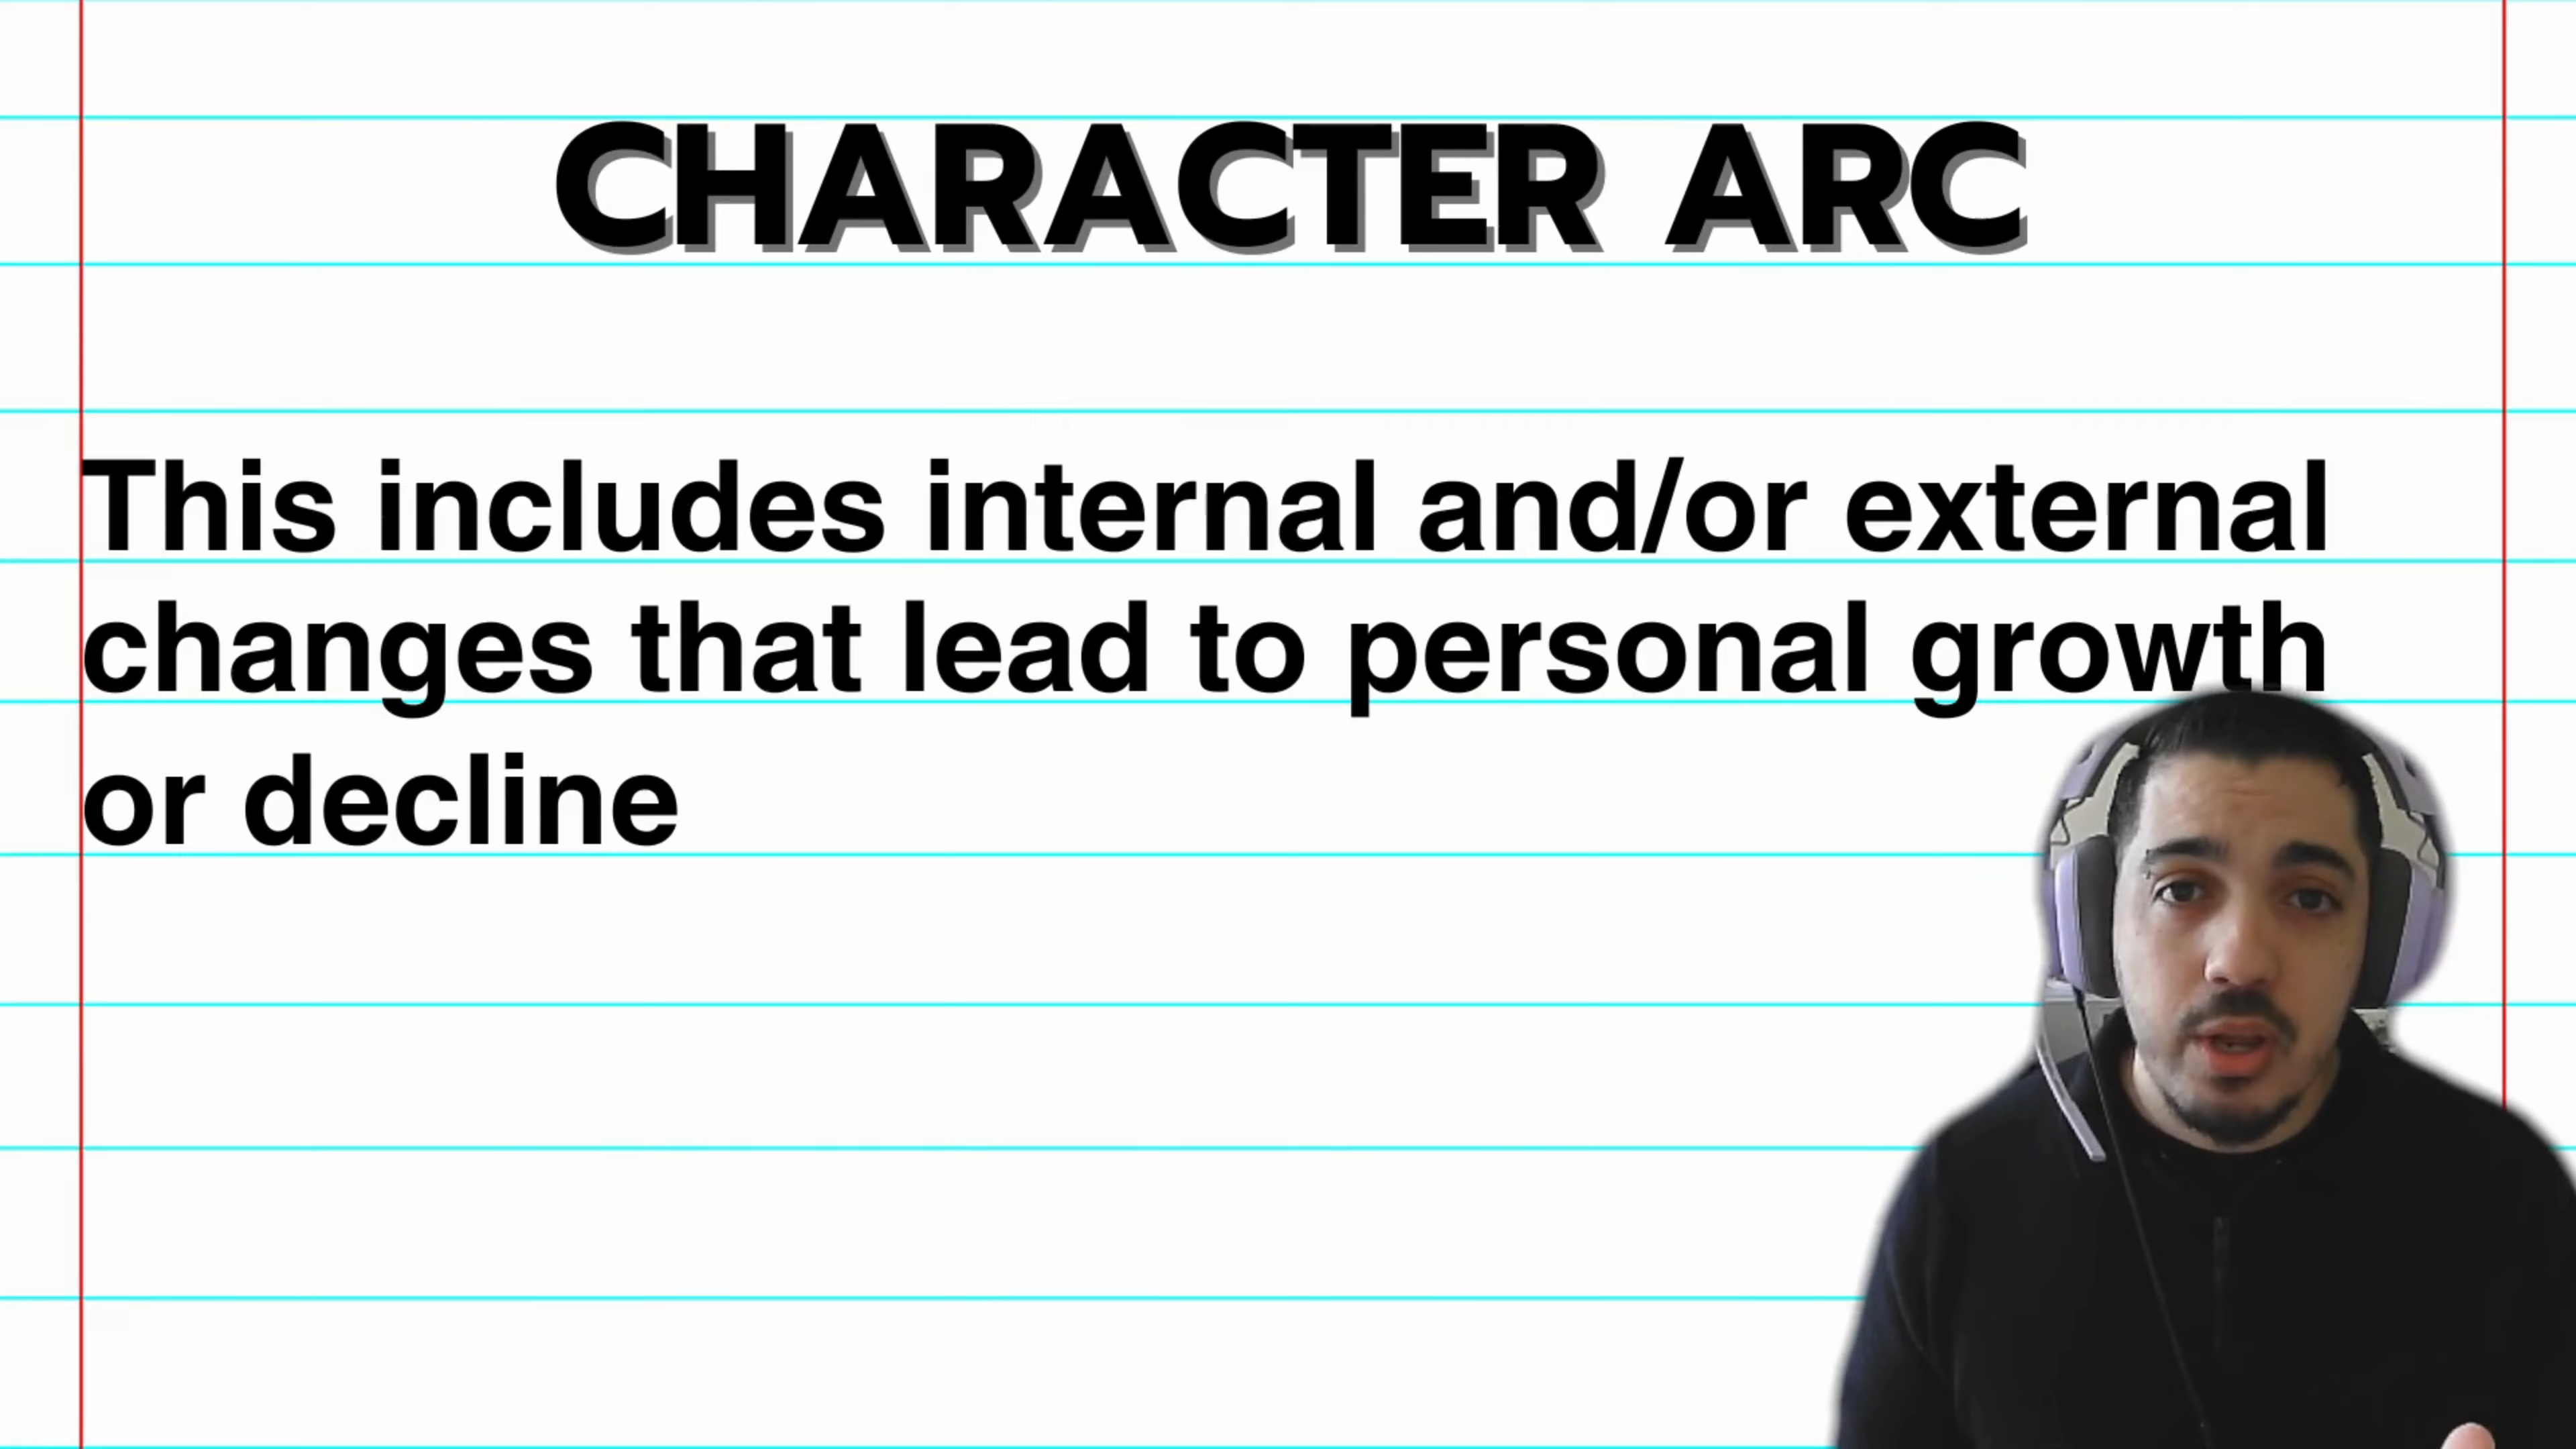 CHARACTER ARC
This includes internal and/or external
changes that lead to personal growth
or decline